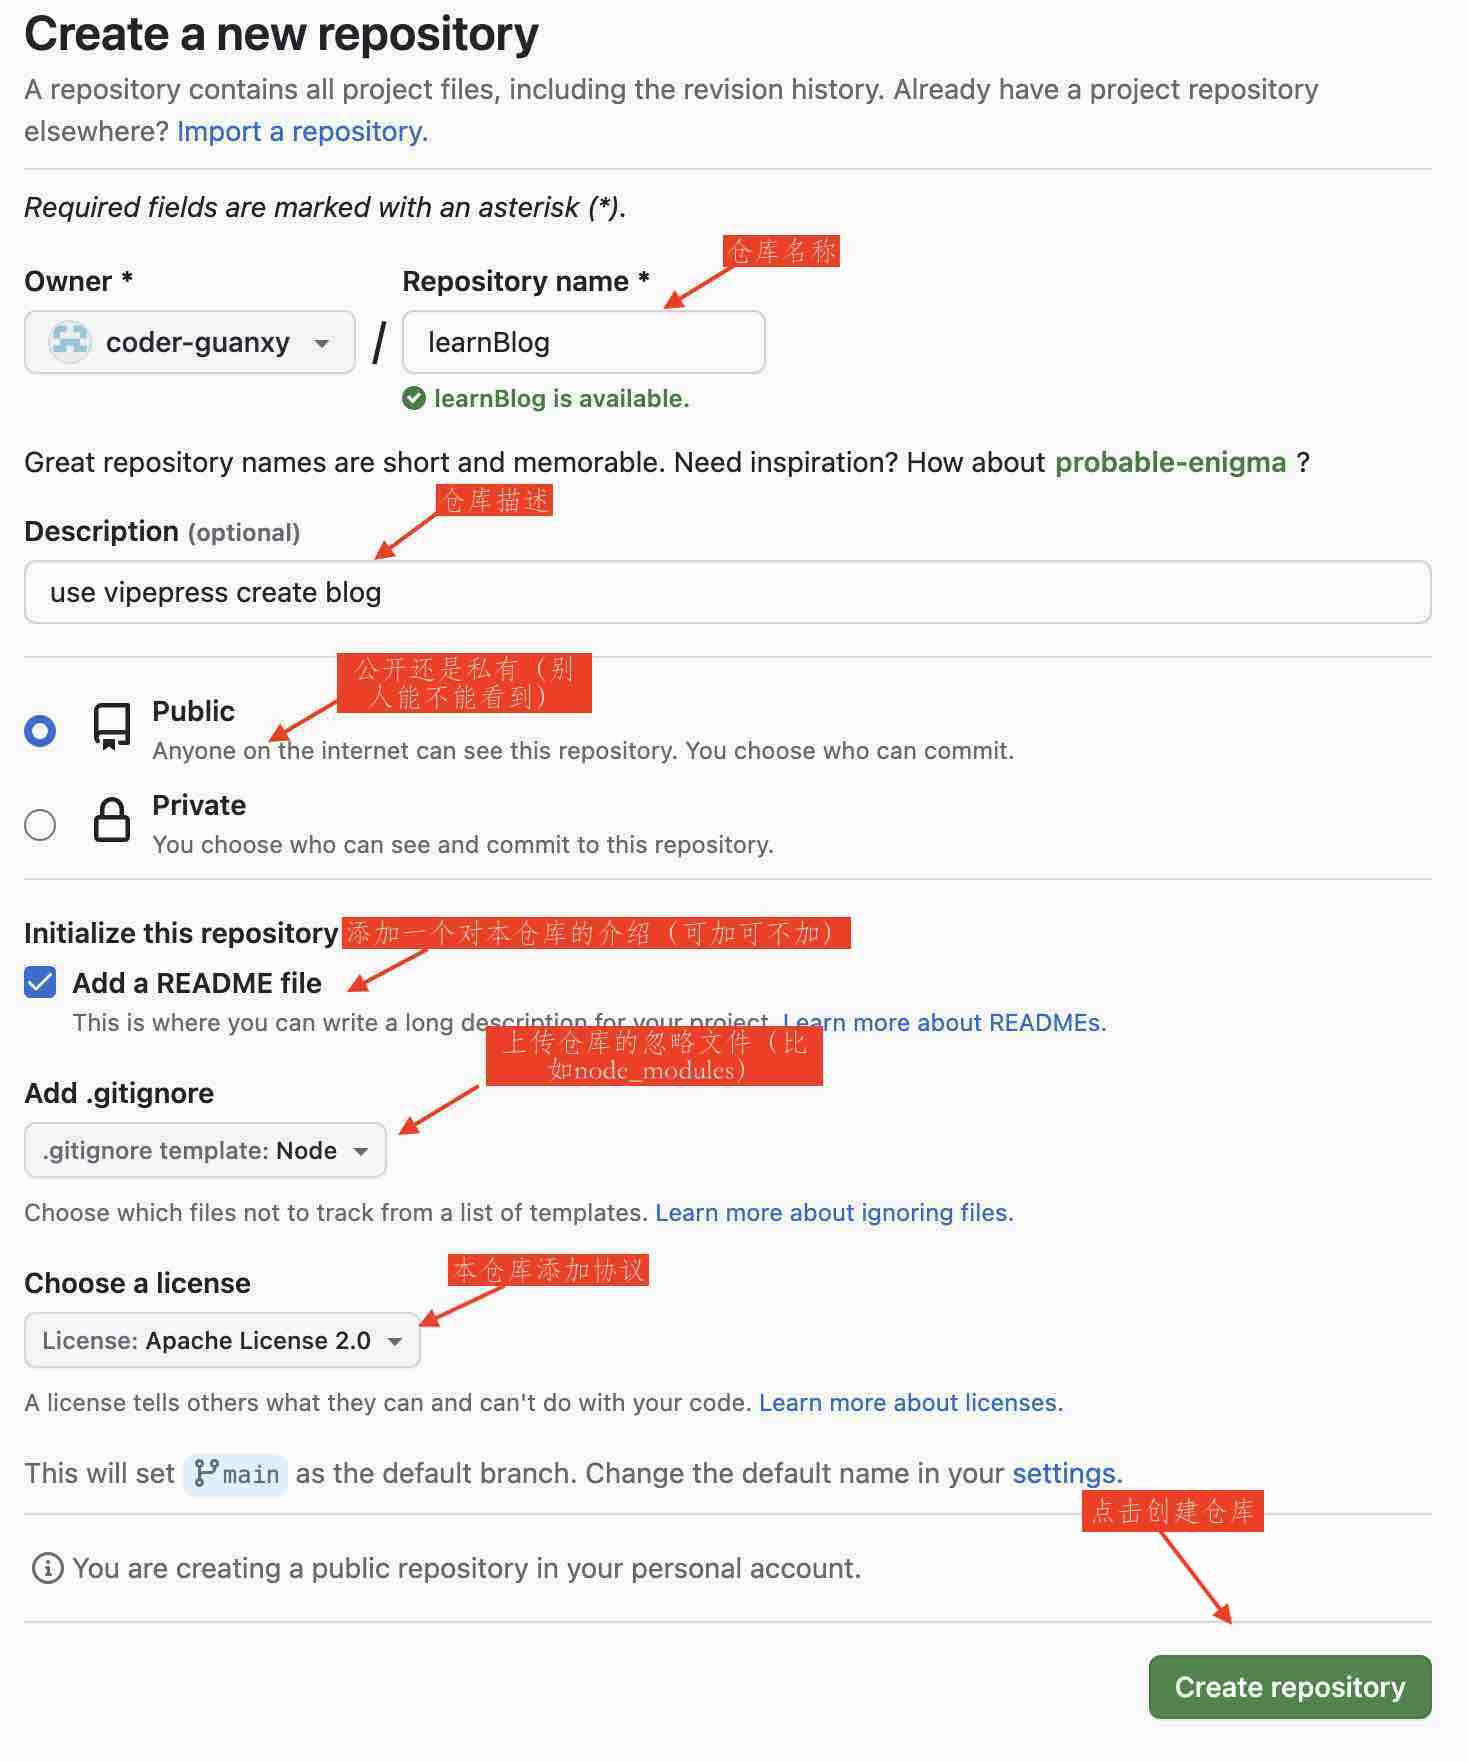 Create a new repository
A repository contains all project files, including the revision history. Already have a project repository
elsewhere? Import a repository.
Required fields are marked with an asterisk (*).
仓库名称
Owner *
Repository name *
coder-guanxy
/
learnBlog
learnBlog is available.
Great repository names are short and memorable. Need inspiration? How about probable-enigma ?
仓库描述
Description (optional)
use vipepress create blog
公开还是私有（别
人能不能看到）
Public
Anyone on the internet can see this repository. You choose who can commit.
Private
You choose who can see and commit to this repository.
Initialize this repository
添加一个对本仓库的介绍（可加可不加）
Add a README file
This is where you can write a long description for your project. Learn more about READMEs.
上传仓库的忽略文件（比
如node_modules）
Add .gitignore
.gitignore template: Node
Choose which files not to track from a list of templates. Learn more about ignoring files.
本仓库添加协议
Choose a license
License: Apache License 2.0
A license tells others what they can and can't do with your code. Learn more about licenses.
This will set main as the default branch. Change the default name in your settings.
点击创建仓库
You are creating a public repository in your personal account.
Create repository